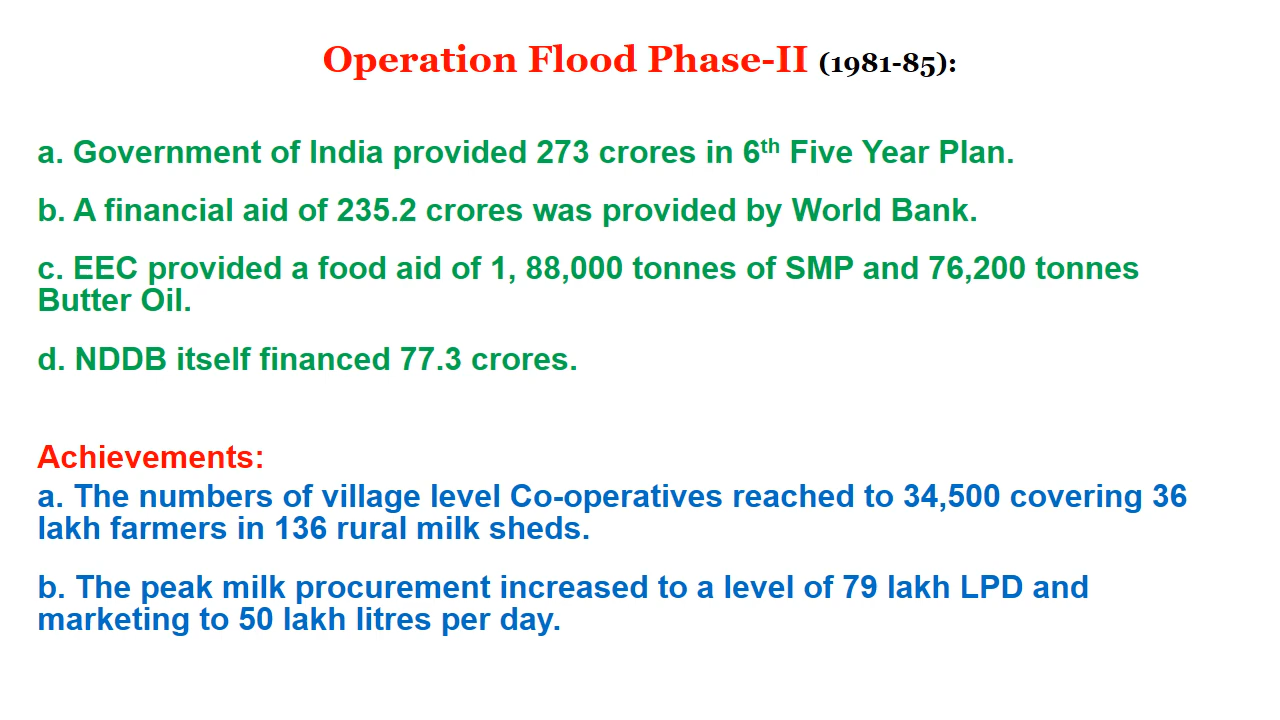 Operation Flood Phase-II (1981-85):
a. Government of India provided 273 crores in 6th Five Year Plan.
b. A financial aid of 235.2 crores was provided by World Bank.
c. EEC provided a food aid of 1, 88,000 tonnes of SMP and 76,200 tonnes
Butter Oil.
d. NDDB itself financed 77.3 crores.
Achievements:
a. The numbers of village level Co-operatives reached to 34,500 covering 36
lakh farmers in 136 rural milk sheds.
b. The peak milk procurement increased to a level of 79 lakh LPD and
marketing to 50 lakh litres per day.